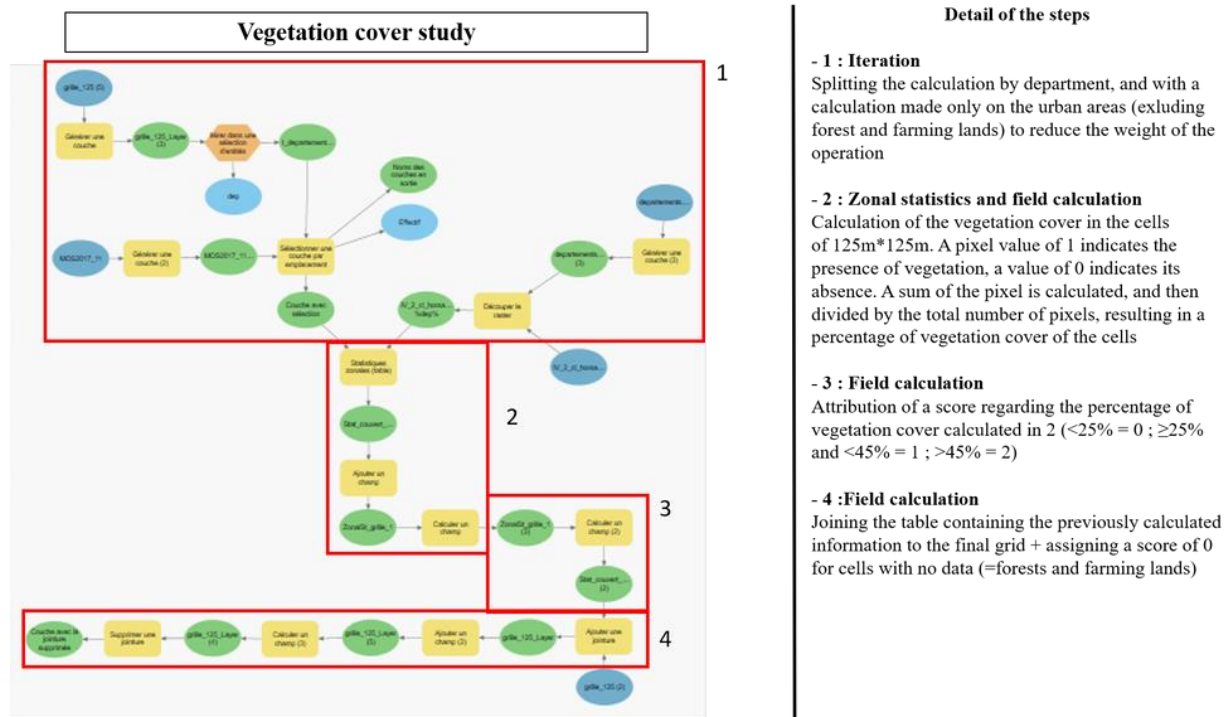 Vegetation cover study
1
grille_125 (5)
Générer une
couche
grille_125_Layer
(3)
Itérer dans une
sélection
d'entités
t_departement...
dep
Noms des
couches en
sortie
Effectif
departements...
MOS2017_11
Générer une
couche (2)
MOS2017_11...
Sélectionner une
couche par
emplacement
departements...
(3)
Générer une
couche (3)
Couche avec
sélection
%dep%
Découper le
raster
Statistiques
zonales (table)
2
Stat_couvert_...
Ajouter un
champ
ZonalSt_grille_1
Calculer un
champ
3
ZonalSt_grille_1
(3)
Calculer un
champ (2)
Stat_couvert_...
(2)
4
Couche avec la
jointure
supprimée
Supprimer une
jointure
grille_125_Layer
(4)
Calculer un
champ (3)
grille_125_Layer
(5)
Ajouter un
champ (2)
grille_125_Layer
Ajouter une
jointure
grille_125 (2)
Detail of the steps
- 1 : Iteration
Splitting the calculation by department, and with a
calculation made only on the urban areas (exluding
forest and farming lands) to reduce the weight of the
operation
- 2 : Zonal statistics and field calculation
Calculation of the vegetation cover in the cells
of 125m*125m. A pixel value of 1 indicates the
presence of vegetation, a value of 0 indicates its
absence. A sum of the pixel is calculated, and then
divided by the total number of pixels, resulting in a
percentage of vegetation cover of the cells
- 3 : Field calculation
Attribution of a score regarding the percentage of
vegetation cover calculated in 2 (<25% = 0 ; ≥25%
and <45% = 1 ; >45% = 2)
- 4 :Field calculation
Joining the table containing the previously calculated
information to the final grid + assigning a score of 0
for cells with no data (=forests and farming lands)